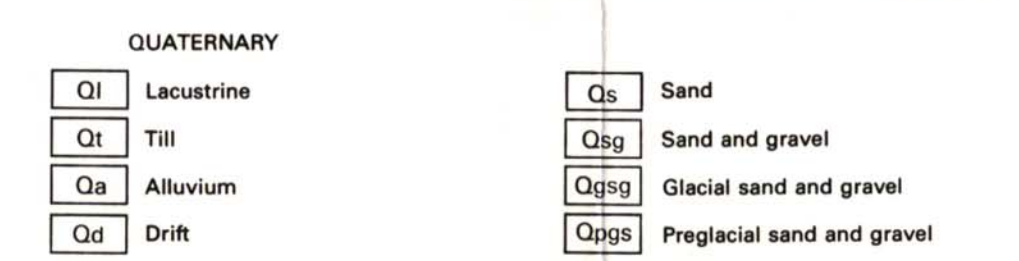 QUATERNARY
Ql Lacustrine
Qt Till
Qa Alluvium
Qd Drift
Qs Sand
Qsg Sand and gravel
Qgsg Glacial sand and gravel
Qpgs Preglacial sand and gravel